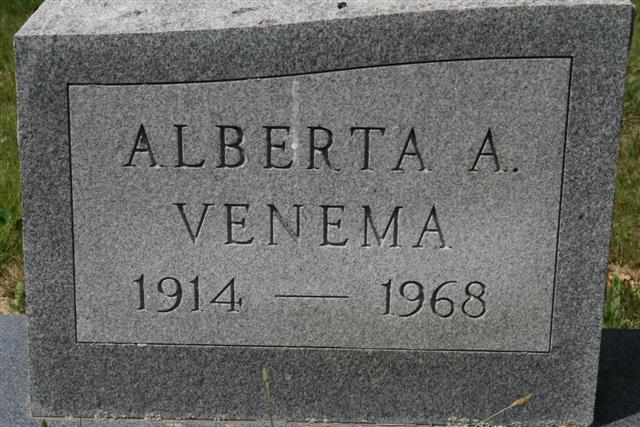 ALBERTA A.
VENEMA
1914 — 1968